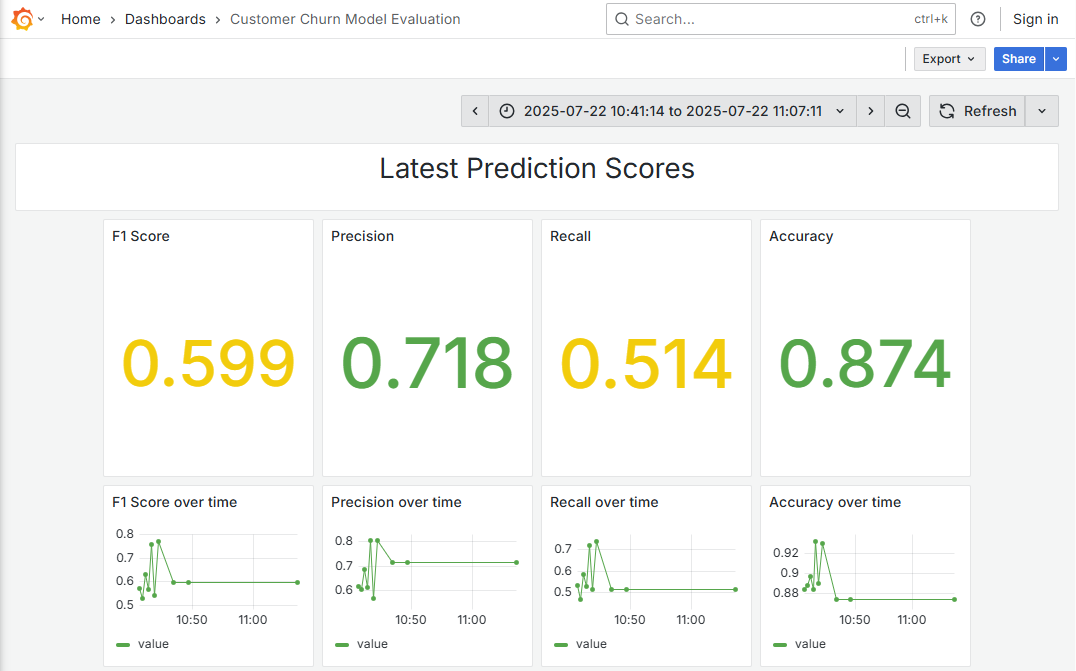 Home › Dashboards › Customer Churn Model Evaluation Search... ctrl+k Sign in
Export Share
2025-07-22 10:41:14 to 2025-07-22 11:07:11 Refresh
Latest Prediction Scores
F1 Score Precision Recall Accuracy
0.599 0.718 0.514 0.874
F1 Score over time Precision over time Recall over time Accuracy over time
0.8
0.7
0.6
0.5
10:50 11:00
value
0.8
0.7
0.6
10:50 11:00
value
0.7
0.6
0.5
10:50 11:00
value
0.92
0.9
0.88
10:50 11:00
value